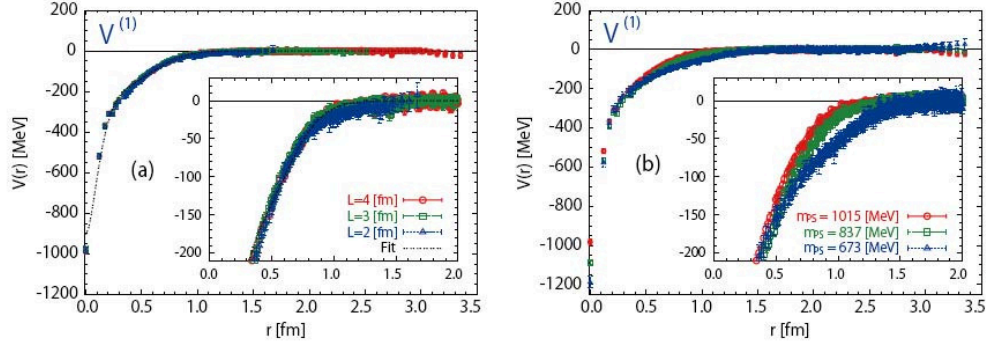 V(1)
200
0
-200
-400
-600
-800
-1000
-1200
V(r) [MeV]
(a)
0
-50
-100
-150
-200
0.0 0.5 1.0 1.5 2.0
L=4 [fm]
L=3 [fm]
L=2 [fm]
Fit
0.0 0.5 1.0 1.5 2.0 2.5 3.0 3.5
r [fm]
V(1)
200
0
-200
-400
-600
-800
-1000
-1200
V(r) [MeV]
(b)
0
-50
-100
-150
-200
0.0 0.5 1.0 1.5 2.0
mPS = 1015 [MeV]
mPS = 837 [MeV]
mPS = 673 [MeV]
0.0 0.5 1.0 1.5 2.0 2.5 3.0 3.5
r [fm]